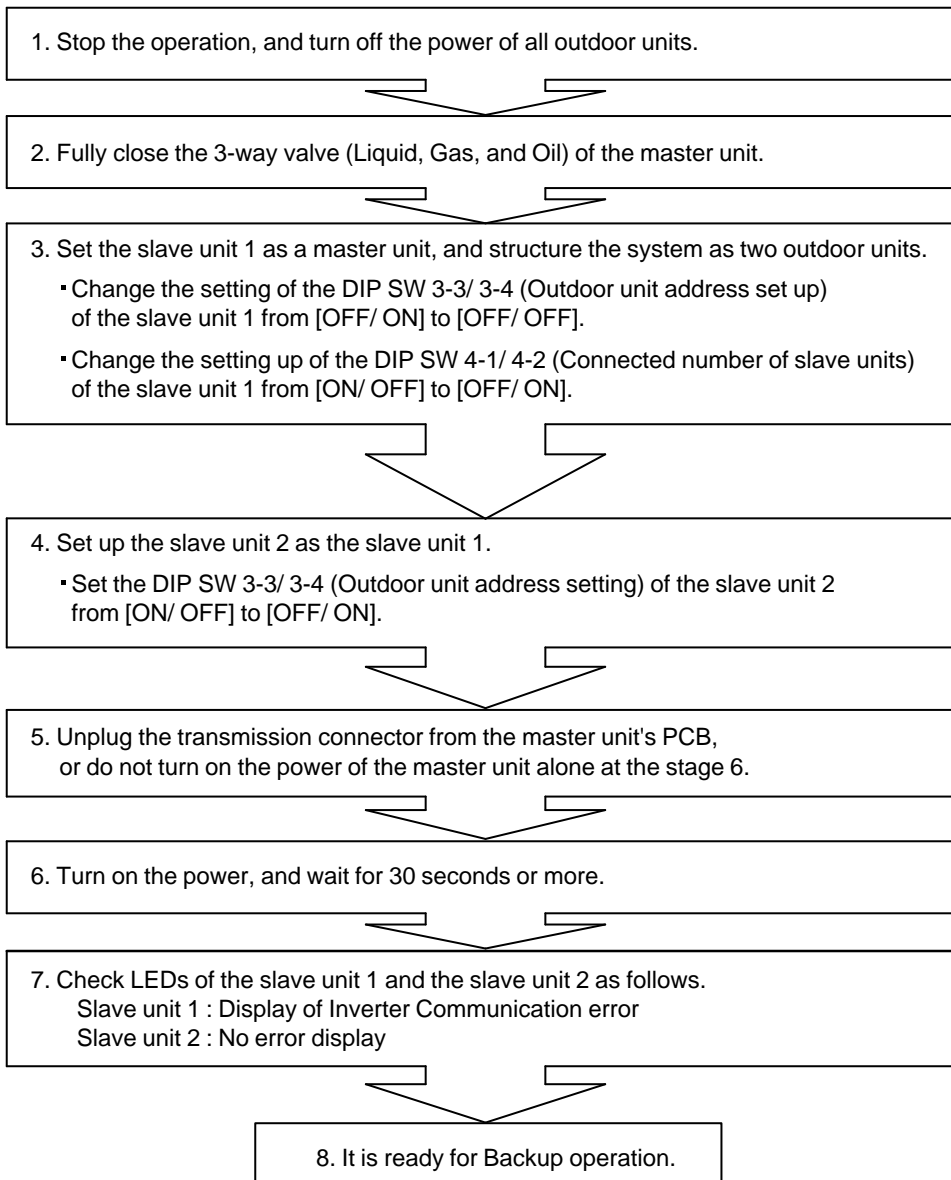 1. Stop the operation, and turn off the power of all outdoor units.
2. Fully close the 3-way valve (Liquid, Gas, and Oil) of the master unit.
3. Set the slave unit 1 as a master unit, and structure the system as two outdoor units.
▪ Change the setting of the DIP SW 3-3/ 3-4 (Outdoor unit address set up)
of the slave unit 1 from [OFF/ ON] to [OFF/ OFF].
▪ Change the setting up of the DIP SW 4-1/ 4-2 (Connected number of slave units)
of the slave unit 1 from [ON/ OFF] to [OFF/ ON].
4. Set up the slave unit 2 as the slave unit 1.
▪ Set the DIP SW 3-3/ 3-4 (Outdoor unit address setting) of the slave unit 2
from [ON/ OFF] to [OFF/ ON].
5. Unplug the transmission connector from the master unit's PCB,
or do not turn on the power of the master unit alone at the stage 6.
6. Turn on the power, and wait for 30 seconds or more.
7. Check LEDs of the slave unit 1 and the slave unit 2 as follows.
Slave unit 1 : Display of Inverter Communication error
Slave unit 2 : No error display
8. It is ready for Backup operation.